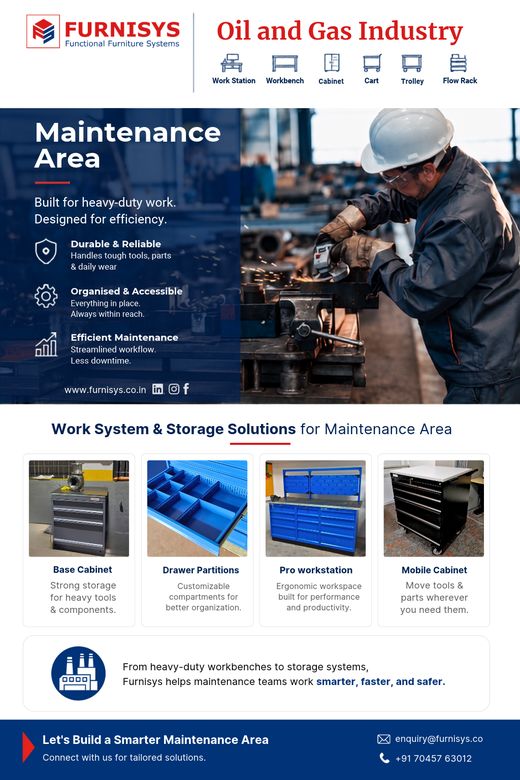 FURNISYS
Functional Furniture Systems
Oil and Gas Industry
Work Station
Workbench
Cabinet
Cart
Trolley
Flow Rack
Maintenance
Area
Built for heavy-duty work.
Designed for efficiency.
Durable & Reliable
Handles tough tools, parts
& daily wear
Organised & Accessible
Everything in place.
Always within reach.
Efficient Maintenance
Streamlined workflow.
Less downtime.
www.furnisys.co.in
Work System & Storage Solutions for Maintenance Area
Base Cabinet
Strong storage
for heavy tools
& components.
Drawer Partitions
Customizable
compartments for
better organization.
Pro workstation
Ergonomic workspace
built for performance
and productivity.
Mobile Cabinet
Move tools &
parts wherever
you need them.
From heavy-duty workbenches to storage systems,
Furnisys helps maintenance teams work smarter, faster, and safer.
Let's Build a Smarter Maintenance Area
Connect with us for tailored solutions.
enquiry@furnisys.co
+91 70457 63012